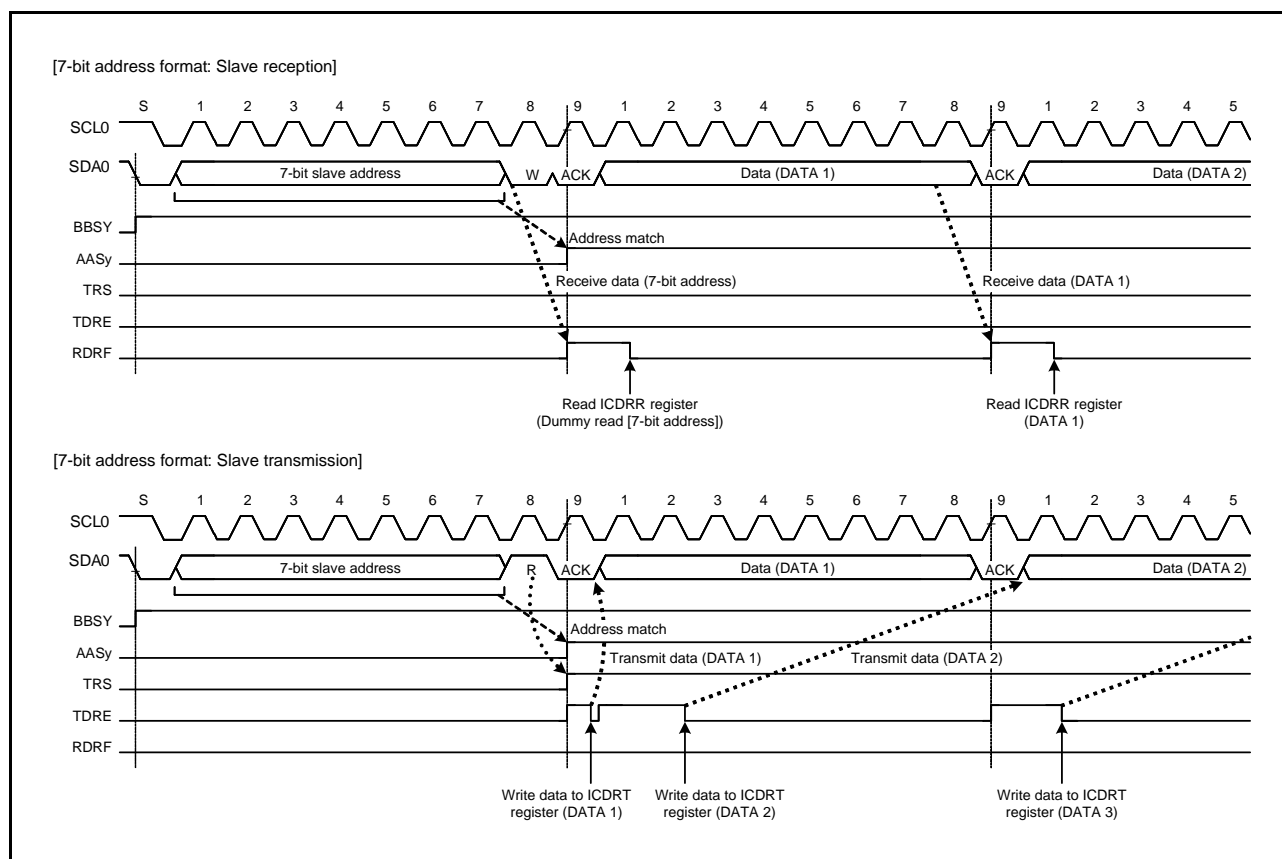 [7-bit address format: Slave reception]
S 1 2 3 4 5 6 7 8 9 1 2 3 4 5 6 7 8 9 1 2 3 4 5
SCL0
SDA0 7-bit slave address W ACK Data (DATA 1) ACK Data (DATA 2)
BBSY
Address match
AASy
Receive data (7-bit address) Receive data (DATA 1)
TRS
TDRE
RDRF
Read ICDRR register Read ICDRR register
(Dummy read [7-bit address]) (DATA 1)
[7-bit address format: Slave transmission]
S 1 2 3 4 5 6 7 8 9 1 2 3 4 5 6 7 8 9 1 2 3 4 5
SCL0
SDA0 7-bit slave address R ACK Data (DATA 1) ACK Data (DATA 2)
BBSY
Address match
AASy
Transmit data (DATA 1) Transmit data (DATA 2)
TRS
TDRE
RDRF
Write data to ICDRT Write data to ICDRT Write data to ICDRT
register (DATA 1) register (DATA 2) register (DATA 3)